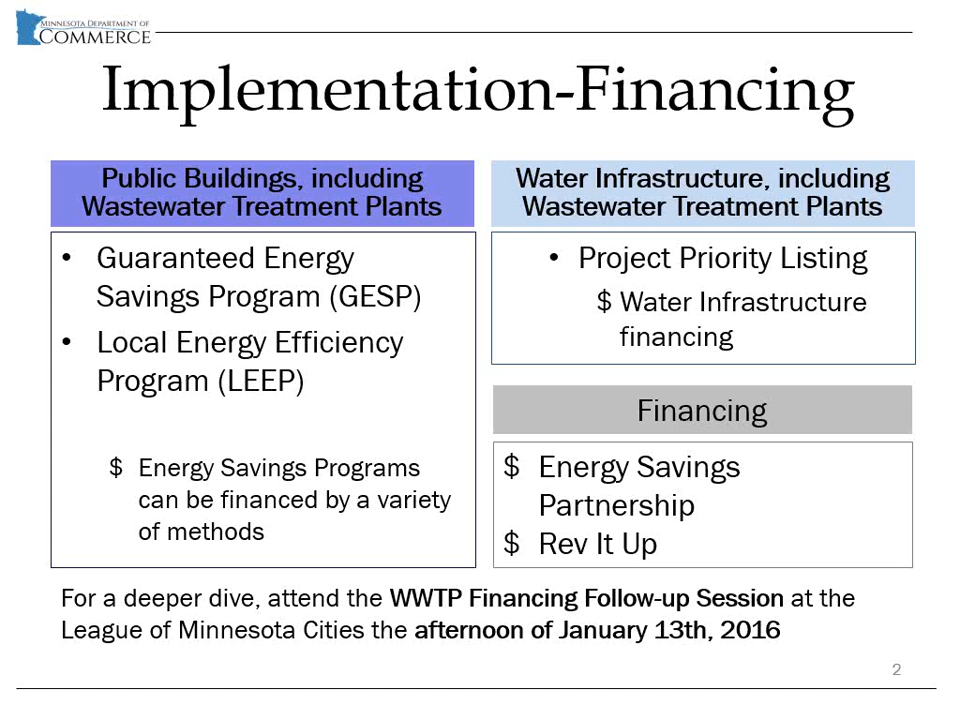 MINNESOTA DEPARTMENT OF
COMMERCE
Implementation-Financing
Public Buildings, including
Wastewater Treatment Plants
• Guaranteed Energy
Savings Program (GESP)
• Local Energy Efficiency
Program (LEEP)
$ Energy Savings Programs
can be financed by a variety
of methods
Water Infrastructure, including
Wastewater Treatment Plants
• Project Priority Listing
$ Water Infrastructure
financing
Financing
$ Energy Savings
Partnership
$ Rev It Up
For a deeper dive, attend the WWTP Financing Follow-up Session at the
League of Minnesota Cities the afternoon of January 13th, 2016
2